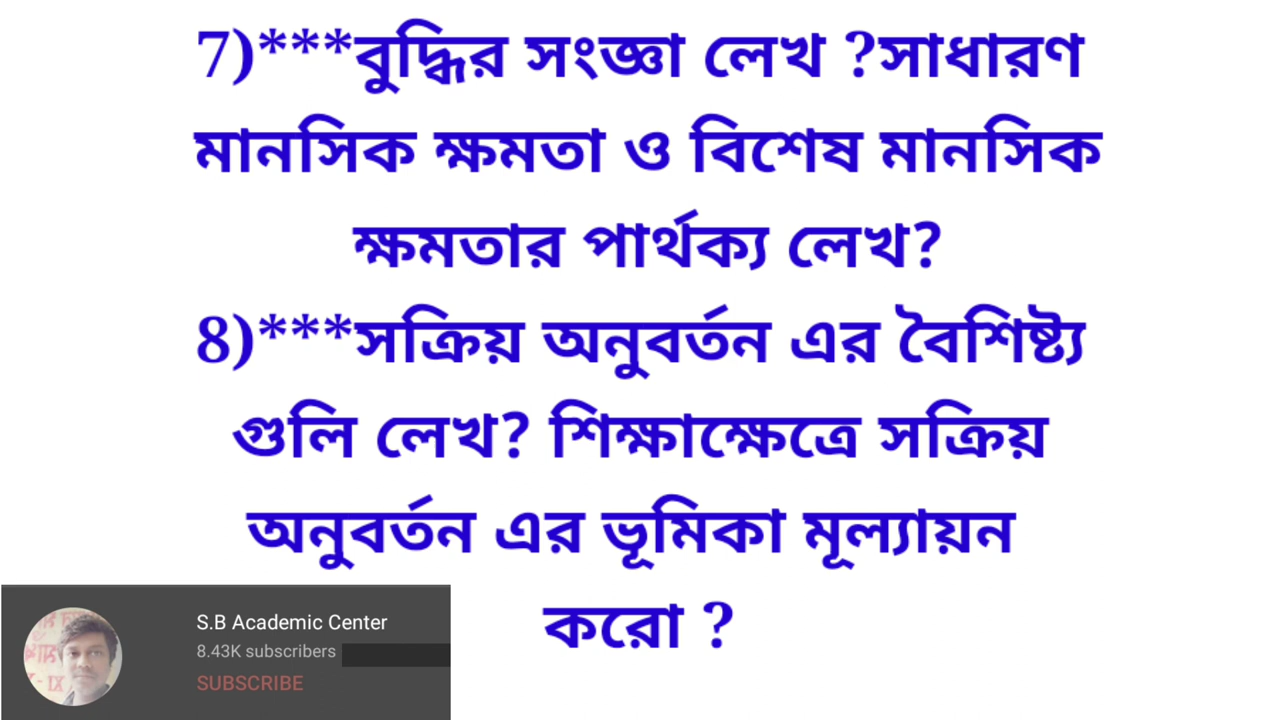 7)***বুদ্ধির সংজ্ঞা লেখ ?সাধারণ
মানসিক ক্ষমতা ও বিশেষ মানসিক
ক্ষমতার পার্থক্য লেখ?
8)***সক্রিয় অনুবর্তন এর বৈশিষ্ট্য
গুলি লেখ? শিক্ষাক্ষেত্রে সক্রিয়
অনুবর্তন এর ভূমিকা মূল্যায়ন
করো ?
S.B Academic Center
8.43K subscribers
SUBSCRIBE